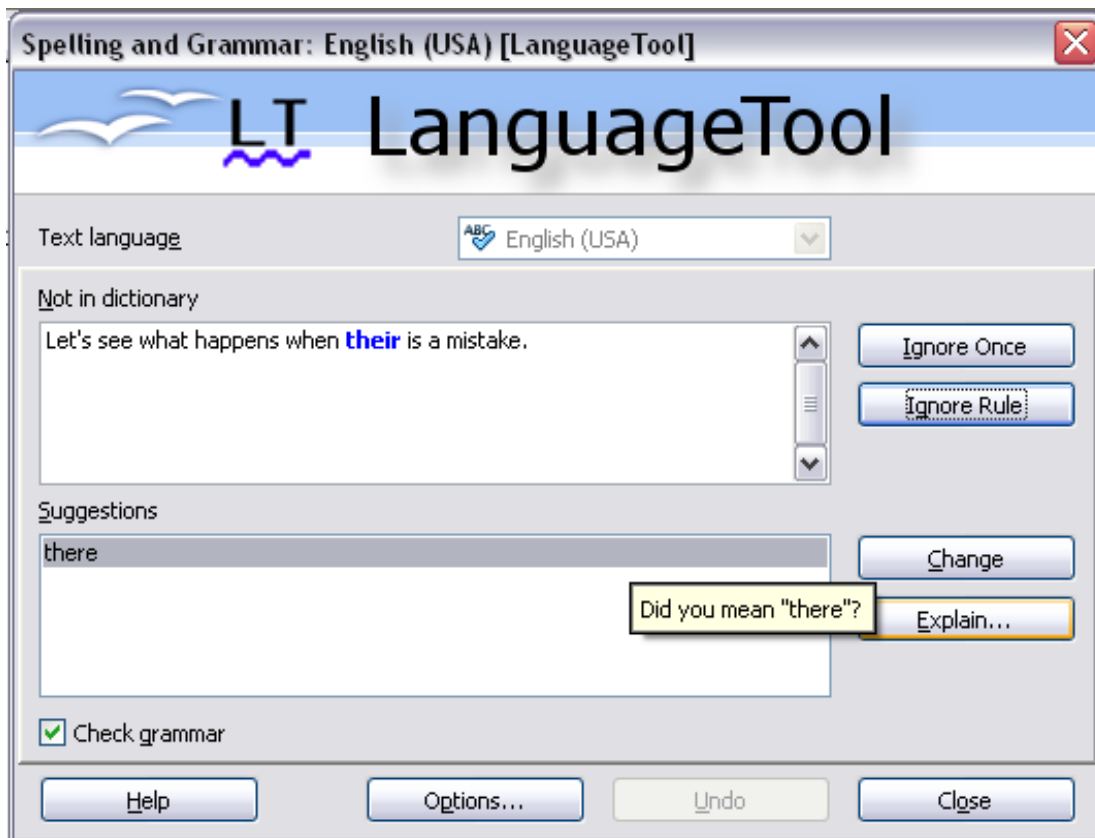 Spelling and Grammar: English (USA) [LanguageTool]
LT LanguageTool
Text language ABC English (USA)
Not in dictionary
Let's see what happens when their is a mistake.
Ignore Once
Ignore Rule
Suggestions
there
Change
Did you mean "there"?
Explain...
Check grammar
Help Options... Undo Close